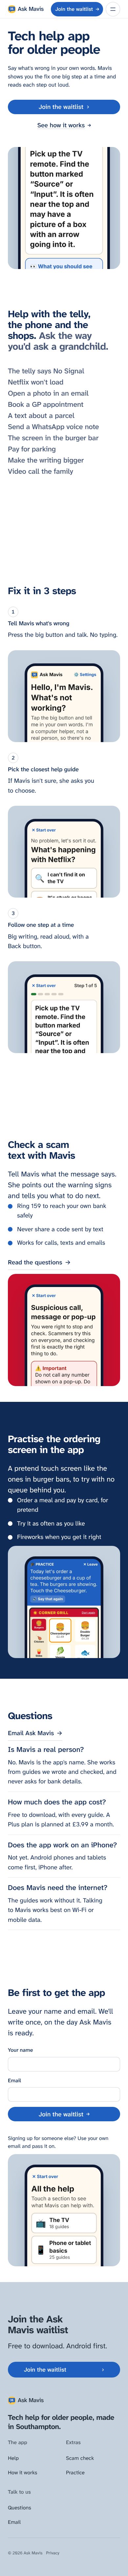 Ask Mavis
Join the waitlist →
Tech help app
for older people
Say what's wrong in your own words. Mavis
shows you the fix one big step at a time and
reads each step out loud.
Join the waitlist ›
See how it works →
Pick up the TV
remote. Find the
button marked
“Source” or
“Input”. It is often
near the top and
may have a
picture of a box
with an arrow
going into it.
What you should see
Help with the telly,
the phone and the
shops. Ask the way
you'd ask a grandchild.
The telly says No Signal
Netflix won't load
Open a photo in an email
Book a GP appointment
A text about a parcel
Send a WhatsApp voice note
The screen in the burger bar
Pay for parking
Make the writing bigger
Video call the family
Fix it in 3 steps
1
Tell Mavis what's wrong
Press the big button and talk. No typing.
Ask Mavis
Settings
Hello, I'm Mavis.
What's not
working?
Tap the big button and tell
me in your own words. I'm
a computer helper, not a
real person, so there's no
2
Pick the closest help guide
If Mavis isn't sure, she asks you
to choose.
Start over
No problem, let's sort it out.
What's happening
with Netflix?
I can't find it on
the TV
3
Follow one step at a time
Big writing, read aloud, with a
Back button.
Start over
Step 1 of 5
Pick up the TV
remote. Find the
button marked
“Source” or
“Input”. It is often
near the top and
Check a scam
text with Mavis
Tell Mavis what the message says.
She points out the warning signs
and tells you what to do next.
Ring 159 to reach your own bank
safely
Never share a code sent by text
Works for calls, texts and emails
Read the questions →
Start over
Suspicious call,
message or pop-up
You were right to stop and
check. Scammers try this
on everyone, and checking
first is exactly the right
thing to do.
Important
Do not call any number
shown on a pop-up. Do
Practise the ordering
screen in the app
A pretend touch screen like the
ones in burger bars, to try with no
queue behind you.
Order a meal and pay by card, for
pretend
Try it as often as you like
Fireworks when you get it right
PRACTICE
Leave
Today let's order a
cheeseburger and a cup of
tea. The burgers are showing.
Touch the Cheeseburger.
Say that again
CORNER GRILL
Cheeseburger
Questions
Email Ask Mavis →
Is Mavis a real person?
No. Mavis is the app's name. She works
from guides we wrote and checked, and
never asks for bank details.
How much does the app cost?
Free to download, with every guide. A
Plus plan is planned at £3.99 a month.
Does the app work on an iPhone?
Not yet. Android phones and tablets
come first, iPhone after.
Does Mavis need the internet?
The guides work without it. Talking
to Mavis works best on Wi-Fi or
mobile data.
Be first to get the app
Leave your name and email. We'll
write once, on the day Ask Mavis
is ready.
Your name
Email
Join the waitlist →
Signing up for someone else? Use your own
email and pass it on.
Start over
All the help
Touch a section to see
what Mavis can help with.
The TV
18 guides
Phone or tablet
basics
25 guides
Join the Ask
Mavis waitlist
Free to download. Android first.
Join the waitlist ›
Ask Mavis
Tech help for older people, made
in Southampton.
The app
Extras
Help
Scam check
How it works
Practice
Talk to us
Questions
Email
© 2026 Ask Mavis Privacy